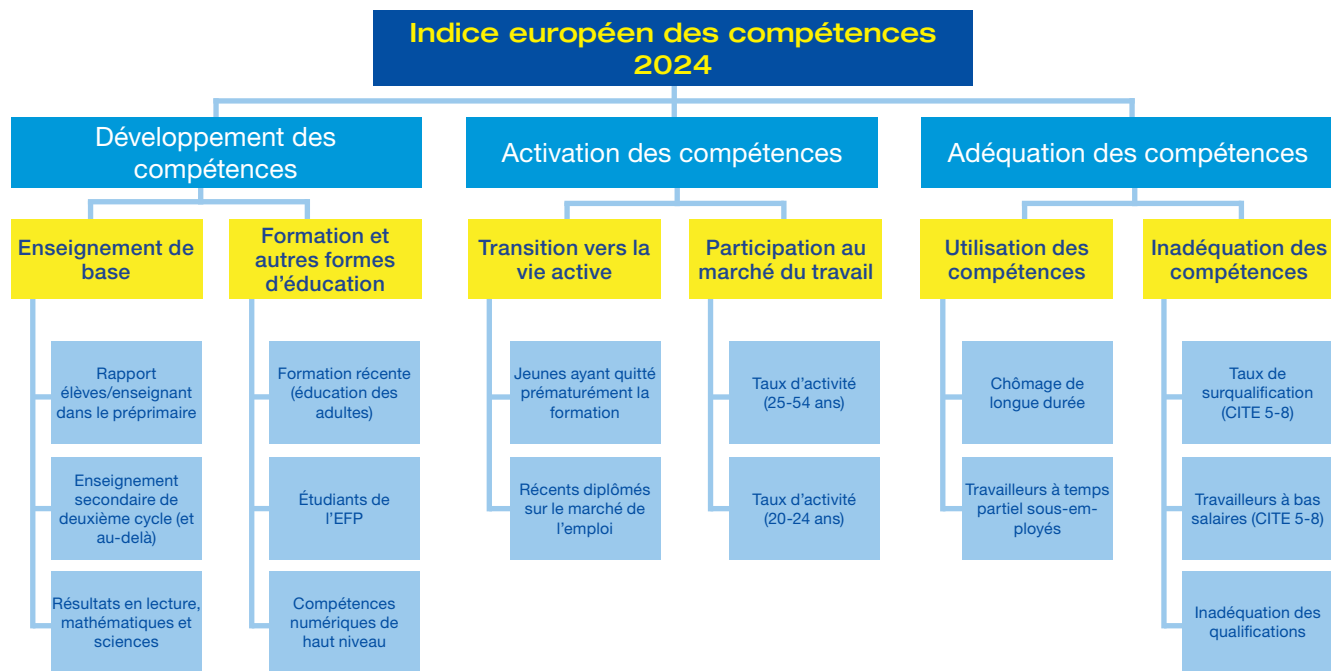 Indice européen des compétences
2024
Développement des
compétences
Activation des compétences
Adéquation des compétences
Enseignement de
base
Formation et
autres formes
d'éducation
Transition vers la
vie active
Participation au
marché du travail
Utilisation des
compétences
Inadéquation des
compétences
Rapport
élèves/enseignant
dans le préprimaire
Formation récente
(éducation des
adultes)
Jeunes ayant quitté
prématurément la
formation
Taux d'activité
(25-54 ans)
Chômage de
longue durée
Taux de
surqualification
(CITE 5-8)
Enseignement
secondaire de
deuxième cycle (et
au-delà)
Étudiants de
l'EFP
Récents diplômés
sur le marché de
l'emploi
Taux d'activité
(20-24 ans)
Travailleurs à temps
partiel sous-em-
ployés
Travailleurs à bas
salaires (CITE 5-8)
Résultats en lecture,
mathématiques et
sciences
Compétences
numériques de
haut niveau
Inadéquation des
qualifications